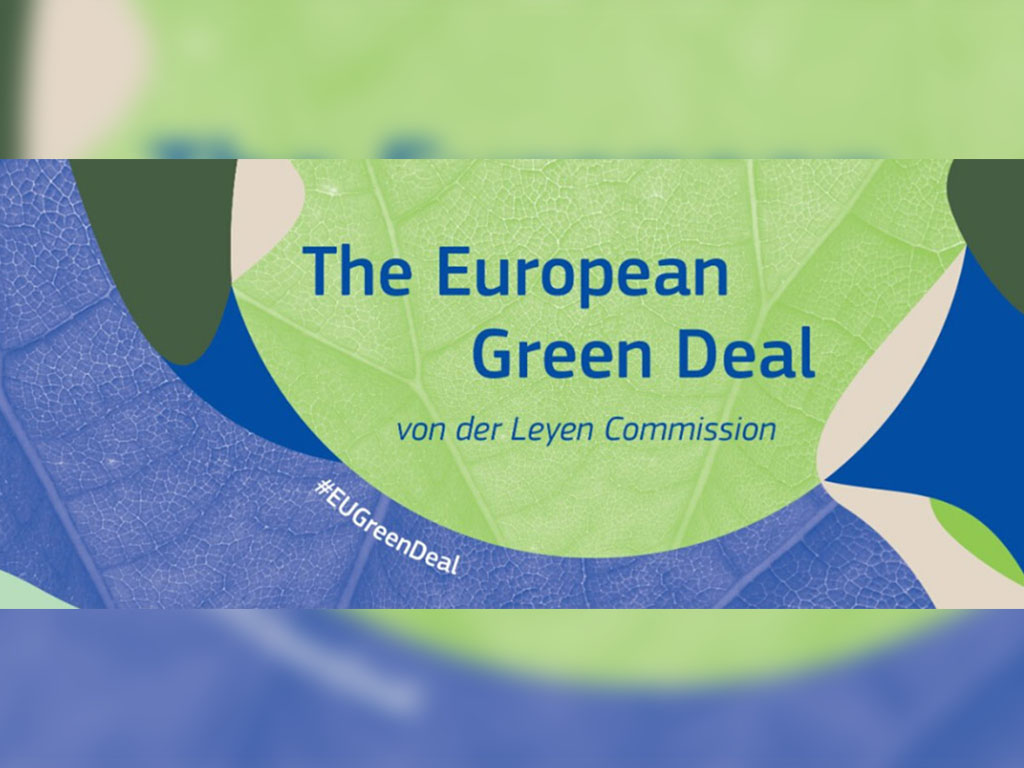 The European
Green Deal
von der Leyen Commission
#EUGreenDeal